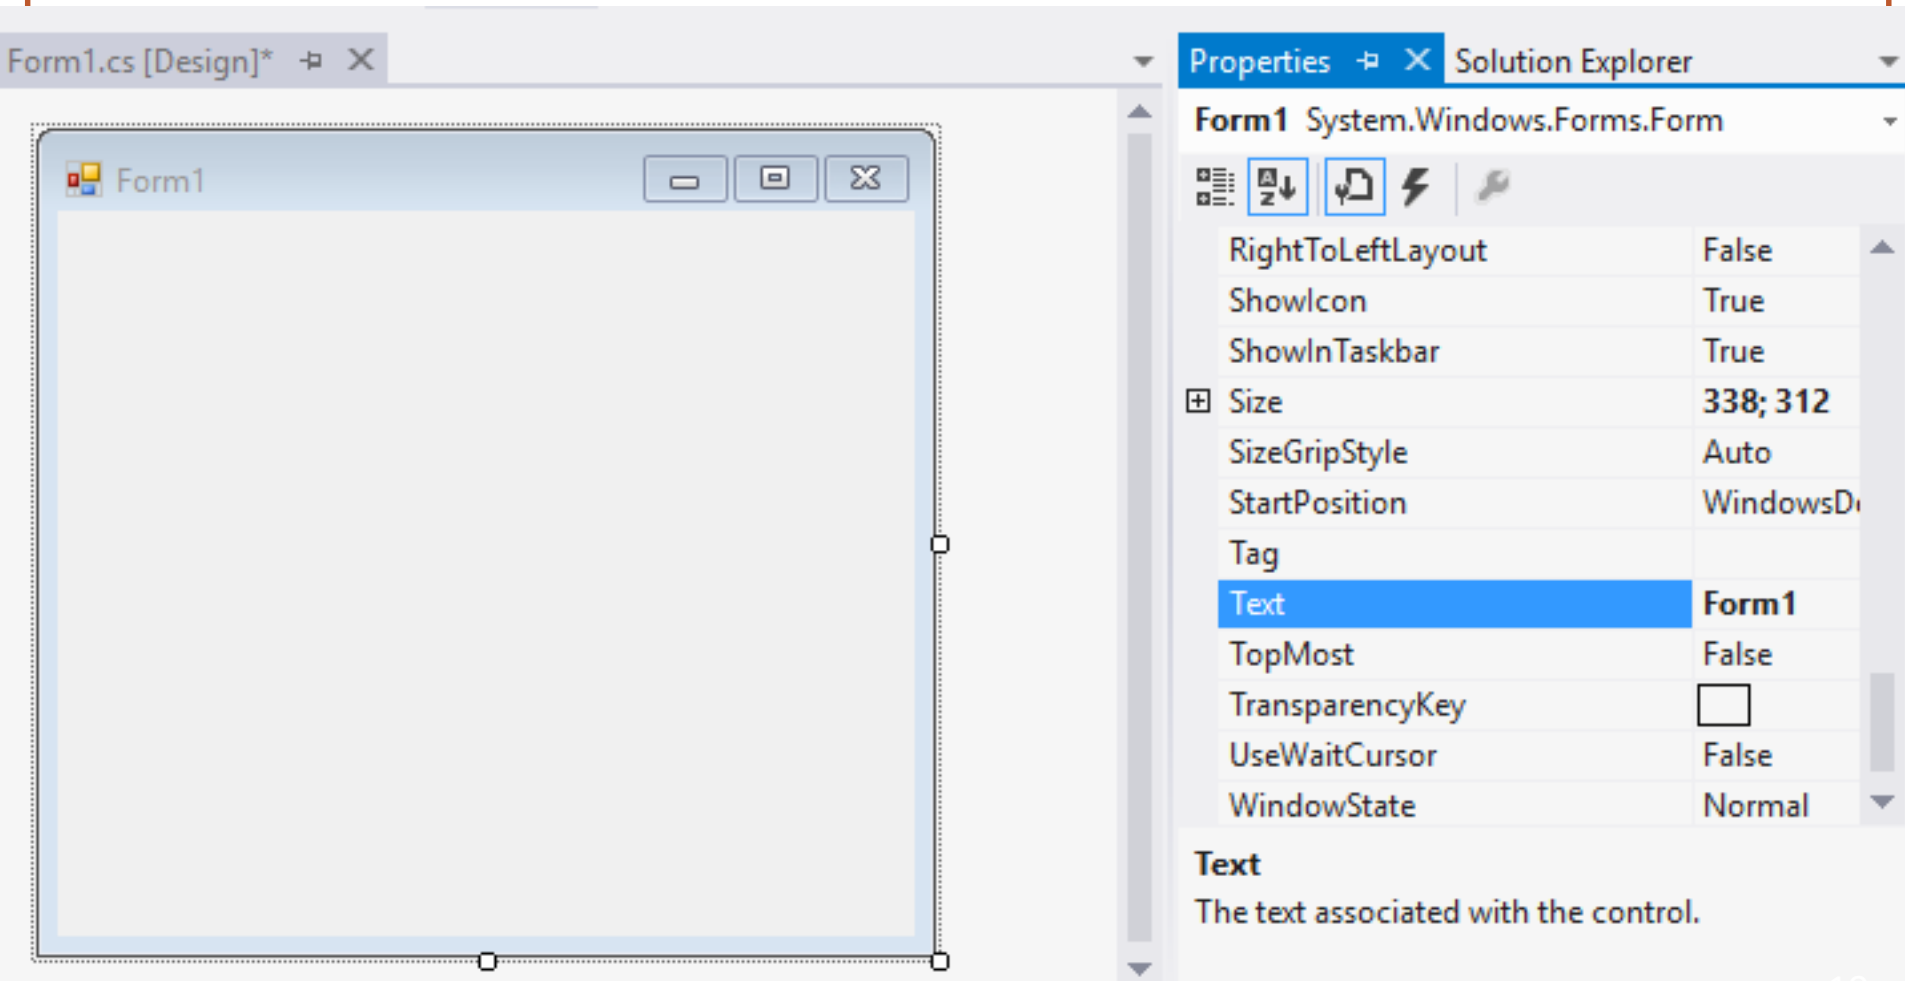 Form1.cs [Design]*
Form1
Properties
Solution Explorer
Form1 System.Windows.Forms.Form
RightToLeftLayout False
ShowIcon True
ShowInTaskbar True
Size 338; 312
SizeGripStyle Auto
StartPosition WindowsD
Tag
Text Form1
TopMost False
TransparencyKey
UseWaitCursor False
WindowState Normal
Text
The text associated with the control.